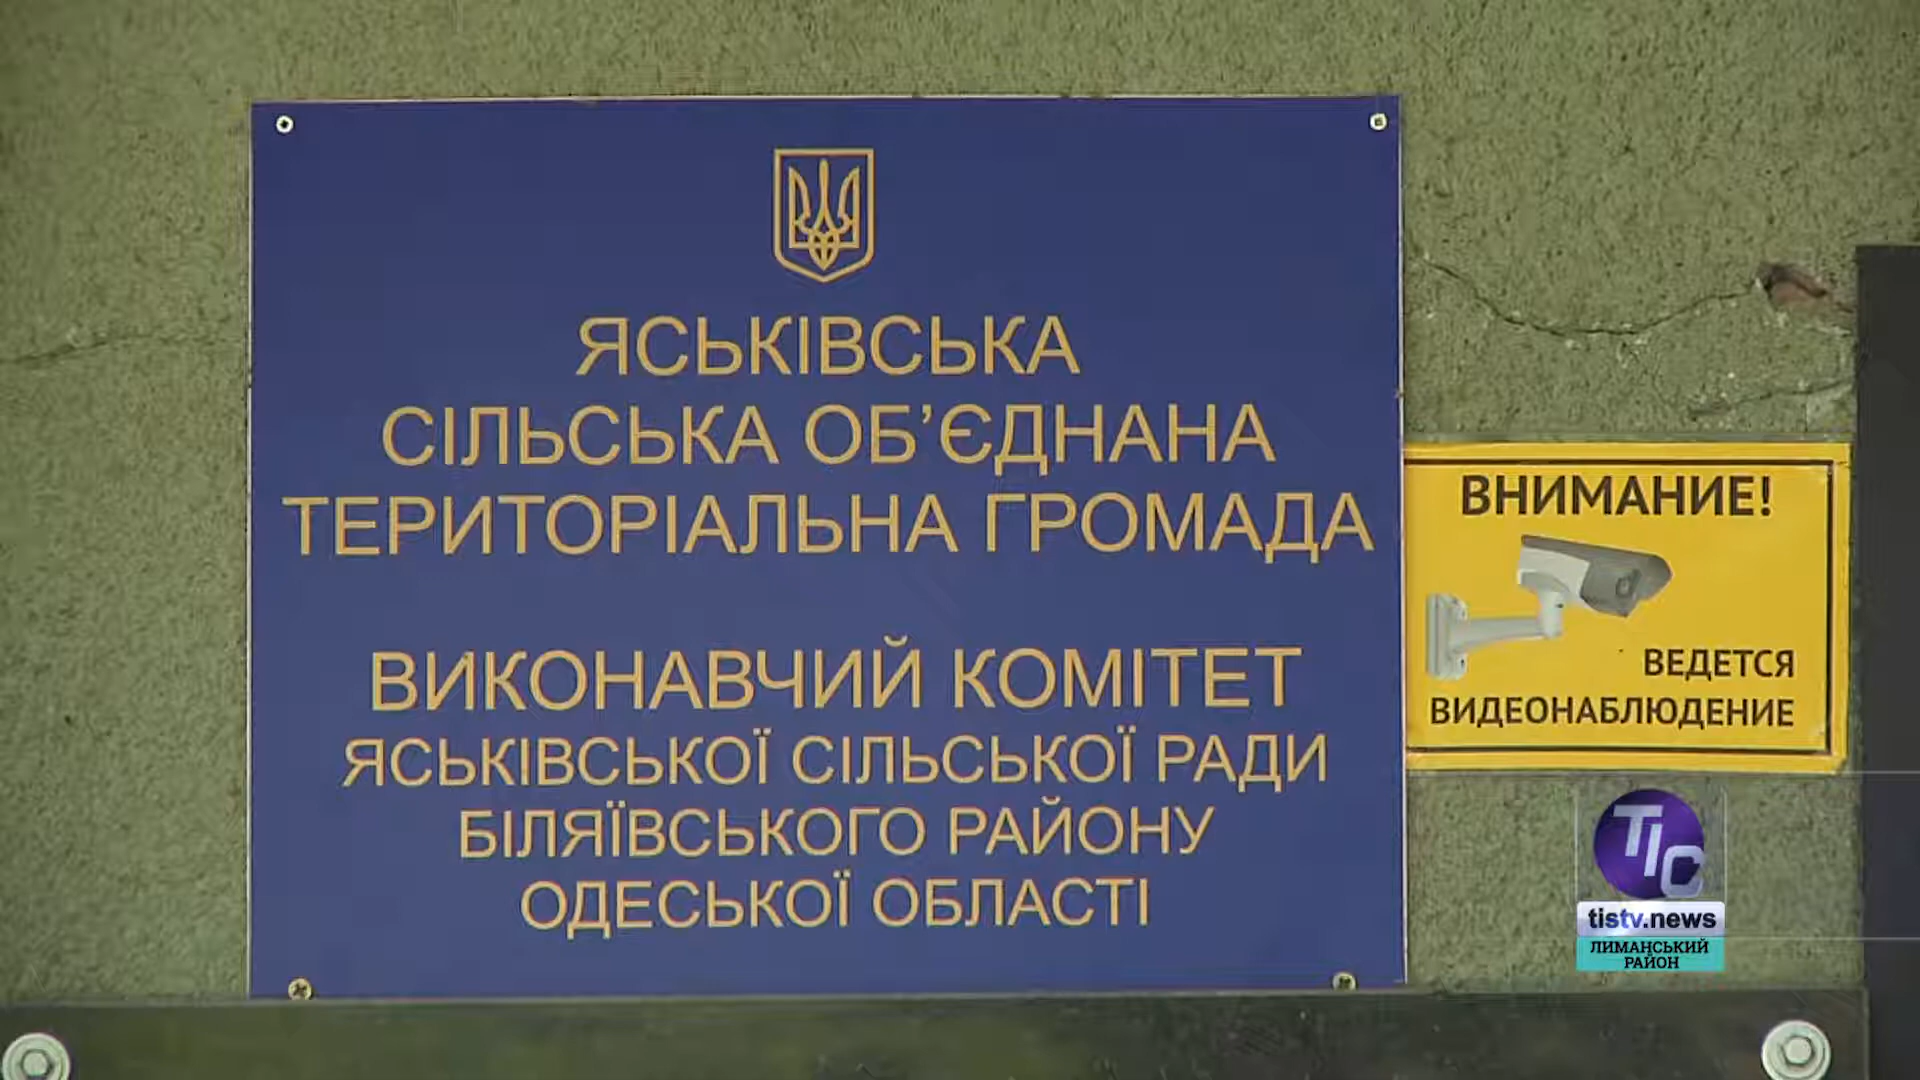 ЯСЬКІВСЬКА
СІЛЬСЬКА ОБ’ЄДНАНА
ТЕРИТОРІАЛЬНА ГРОМАДА
ВИКОНАВЧИЙ КОМІТЕТ
ЯСЬКІВСЬКОЇ СІЛЬСЬКОЇ РАДИ
БІЛЯЇВСЬКОГО РАЙОНУ
ОДЕСЬКОЇ ОБЛАСТІ
ВНИМАНИЕ!
ВЕДЕТСЯ
ВИДЕОНАБЛЮДЕНИЕ
ТІС
tistv.news
ЛИМАНСЬКИЙ
РАЙОН